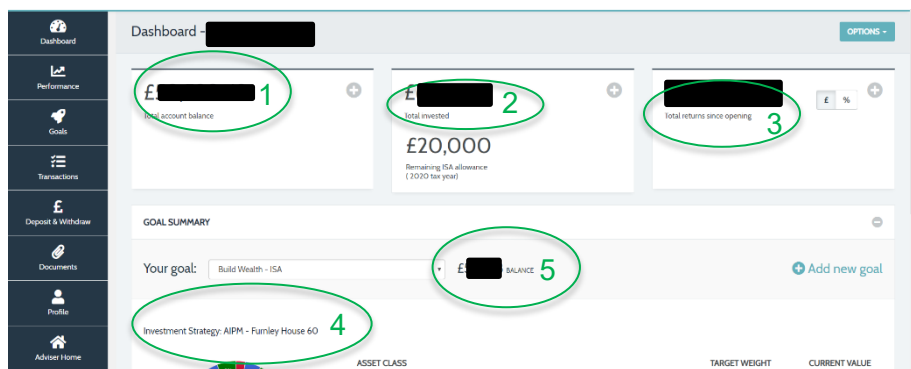 Dashboard
Performance
Goals
Transactions
£
Deposit & Withdraw
Documents
Profile
Adviser Home
Dashboard -
OPTIONS
£
1
Total account balance
£
2
Total invested
£20,000
Remaining ISA allowance
( 2020 tax year)
£ %
Total returns since opening
3
GOAL SUMMARY
Your goal: Build Wealth - ISA £ BALANCE 5 Add new goal
Investment Strategy: AIPM - Furnley House 60 4
ASSET CLASS TARGET WEIGHT CURRENT VALUE